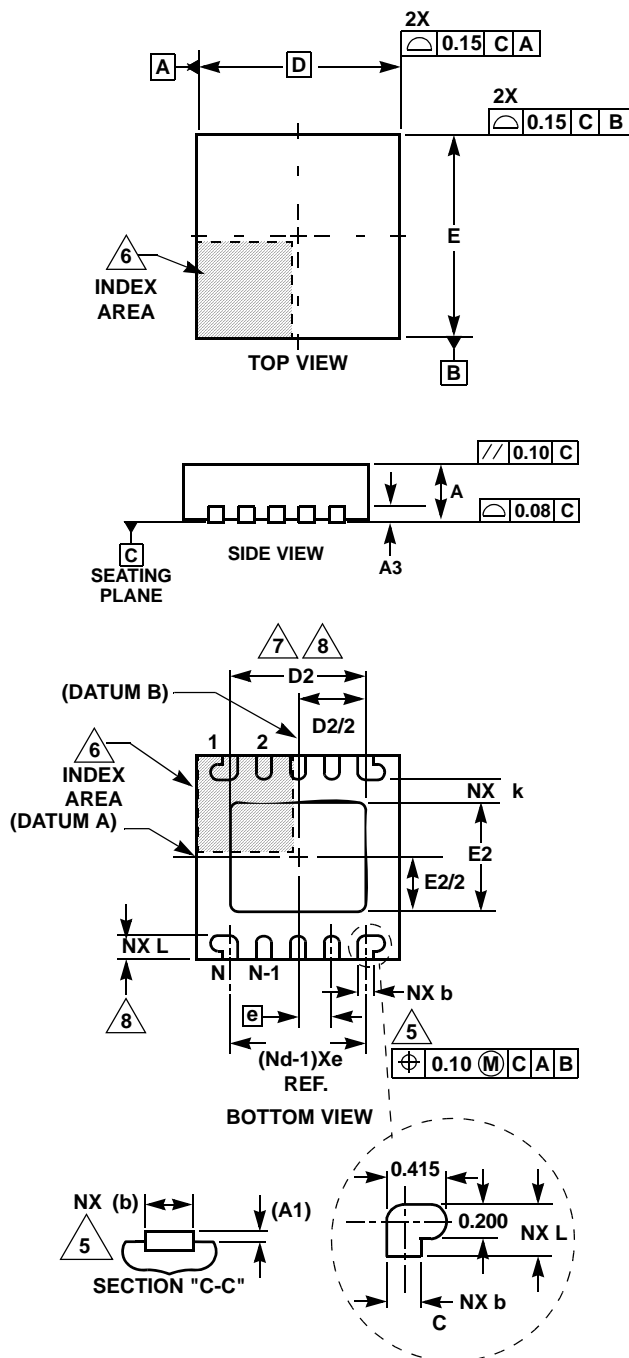 2X
0.15 C A
A
D
2X
0.15 C B
E
6
INDEX
AREA
TOP VIEW
B
// 0.10 C
A
0.08 C
C
SEATING
PLANE
SIDE VIEW
A3
7 8
D2
(DATUM B)
D2/2
6
INDEX
AREA
1 2
(DATUM A)
NX k
E2
E2/2
NX L
N N-1
8
NX b
e
5
(Nd-1)Xe
REF.
0.10 M C A B
BOTTOM VIEW
0.415
NX (b)
(A1)
0.200
NX L
5
SECTION "C-C"
NX b
C